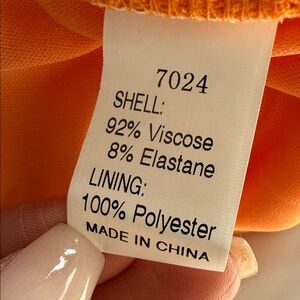 7024
SHELL:
92% Viscose
8% Elastane
LINING:
100% Polyester
MADE IN CHINA